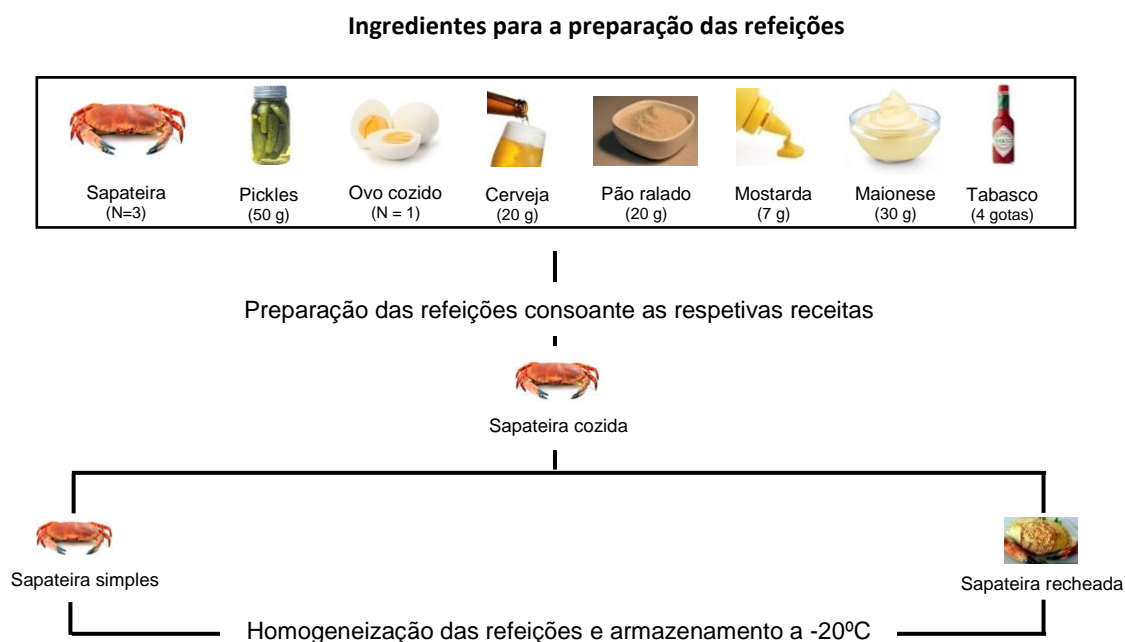 Ingredientes para a preparação das refeições
Sapateira
(N=3)
Pickles
(50 g)
Ovo cozido
(N = 1)
Cerveja
(20 g)
Pão ralado
(20 g)
Mostarda
(7 g)
Maionese
(30 g)
Tabasco
(4 gotas)
Preparação das refeições consoante as respetivas receitas
Sapateira cozida
Sapateira simples
Sapateira recheada
Homogeneização das refeições e armazenamento a -20ºC